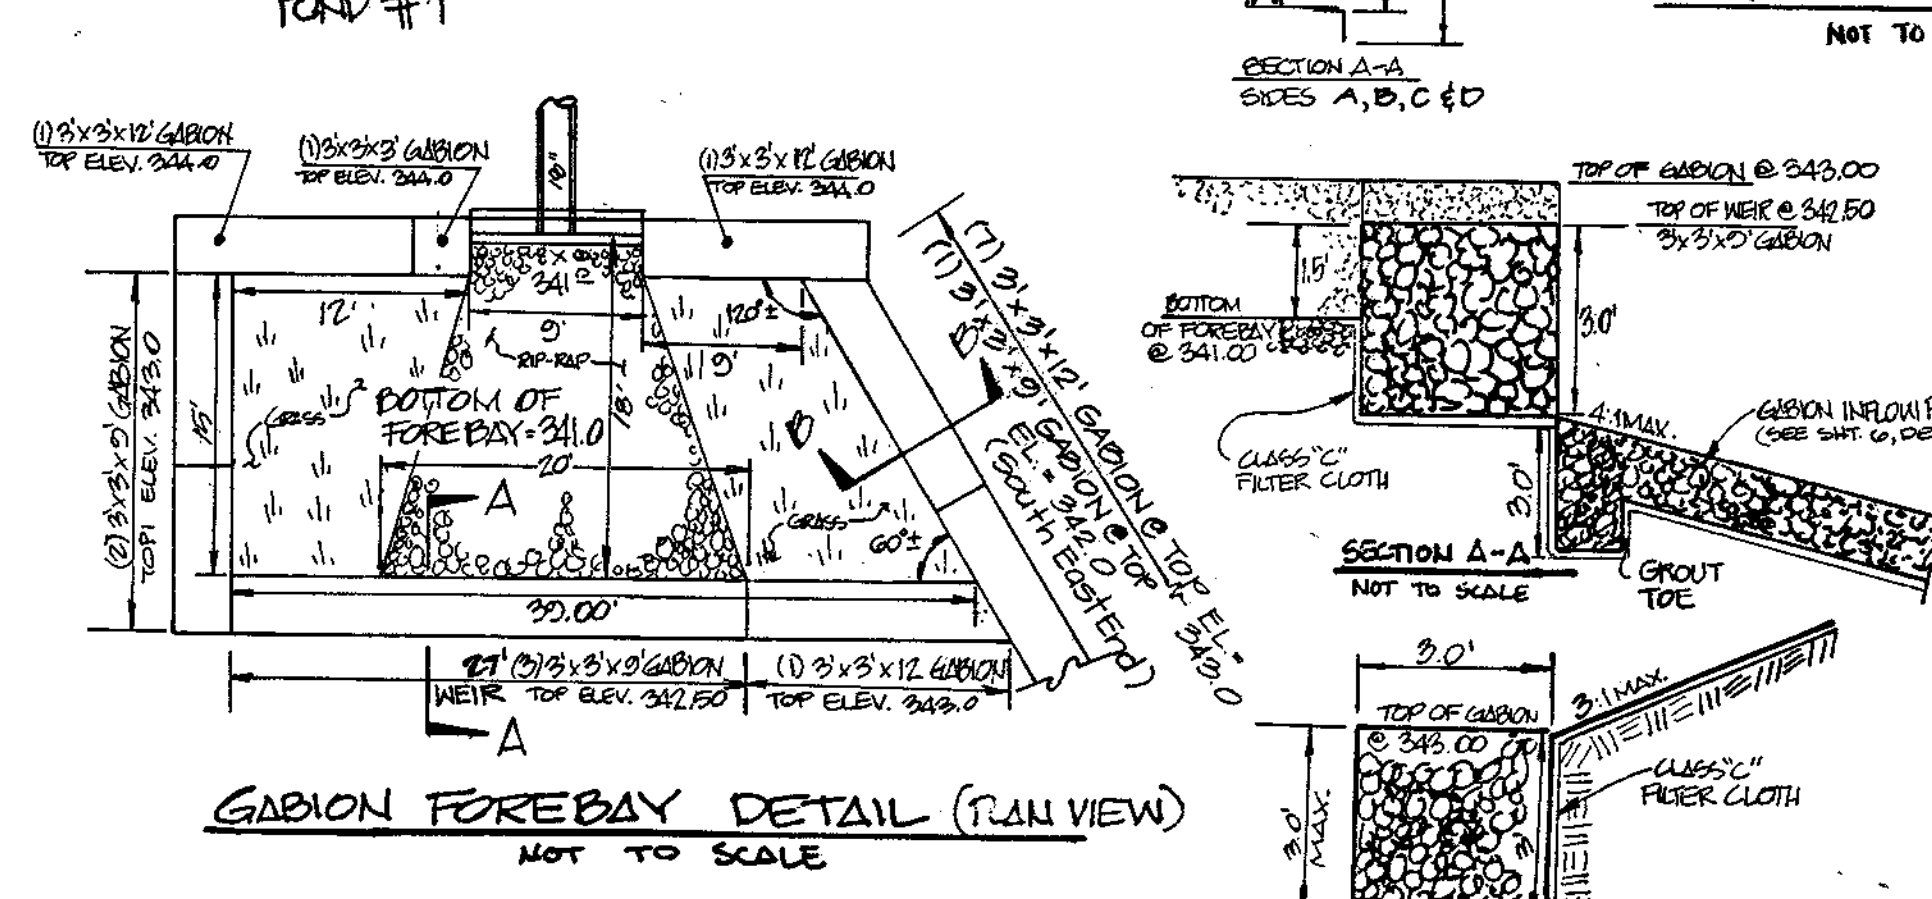 POND #1
NOT TO
SECTION A-A
SIDES A, B, C & D
(1) 3'x3'x12' GABION
TOP ELEV. 344.0
(1) 3'x3'x3' GABION
TOP ELEV. 344.0
18"
(1) 3'x3'x12' GABION
TOP ELEV. 344.0
(7) 3'x3'x12' GABION @ TOP EL.= 343.0
(1) 3'x3'x9' GABION @ TOP
EL.= 342.0
(South East End)
341.0
12'
9'
120°±
9'
RIP-RAP
(2) 3'x3'x9' GABION
TOP ELEV. 343.0
15'
GRASS
BOTTOM OF
FOREBAY=341.0
18'
20'
B
B
A
GRASS
60°±
39.00'
27' (3) 3'x3'x9' GABION
WEIR TOP ELEV. 342.50
(1) 3'x3'x12 GABION
TOP ELEV. 343.0
A
GABION FOREBAY DETAIL (PLAN VIEW)
NOT TO SCALE
TOP OF GABION @ 343.00
TOP OF WEIR @ 342.50
3'x3'x9' GABION
1.5'
3.0'
BOTTOM
OF FOREBAY
@ 341.00
4:1 MAX.
GABION INFLOW
(SEE SHT. 6, DE
CLASS "C"
FILTER CLOTH
3.0'
SECTION A-A
NOT TO SCALE
GROUT
TOE
3.0'
3:1 MAX.
TOP OF GABION
@ 343.00
CLASS "C"
FILTER CLOTH
3.0'
MAX.
3'